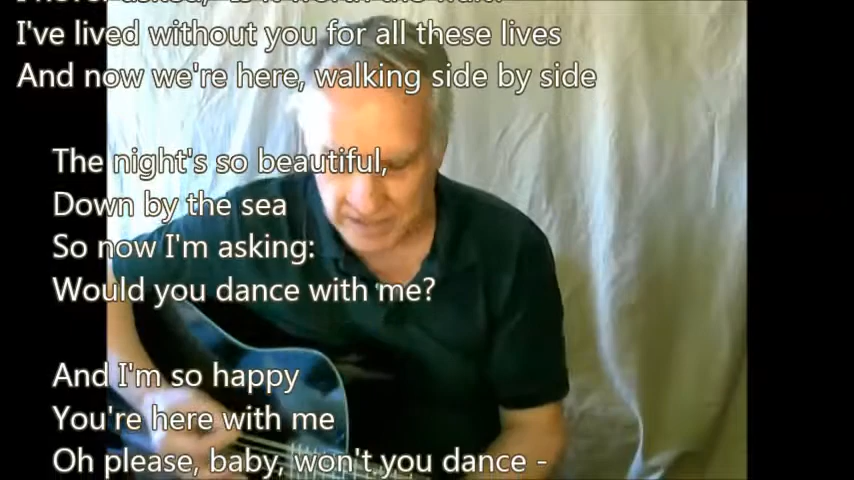 I've lived without you for all these lives
And now we're here, walking side by side
The night's so beautiful,
Down by the sea
So now I'm asking:
Would you dance with me?
And I'm so happy
You're here with me
Oh please, baby, won't you dance -